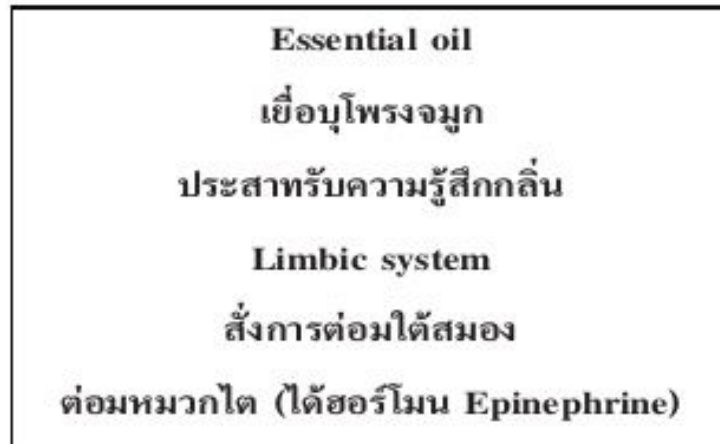 Essential oil
เยื่อบุโพรงจมูก
ประสาทรับความรู้สึกกลิ่น
Limbic system
สั่งการต่อมใต้สมอง
ต่อมหมวกไต (ได้ฮอร์โมน Epinephrine)